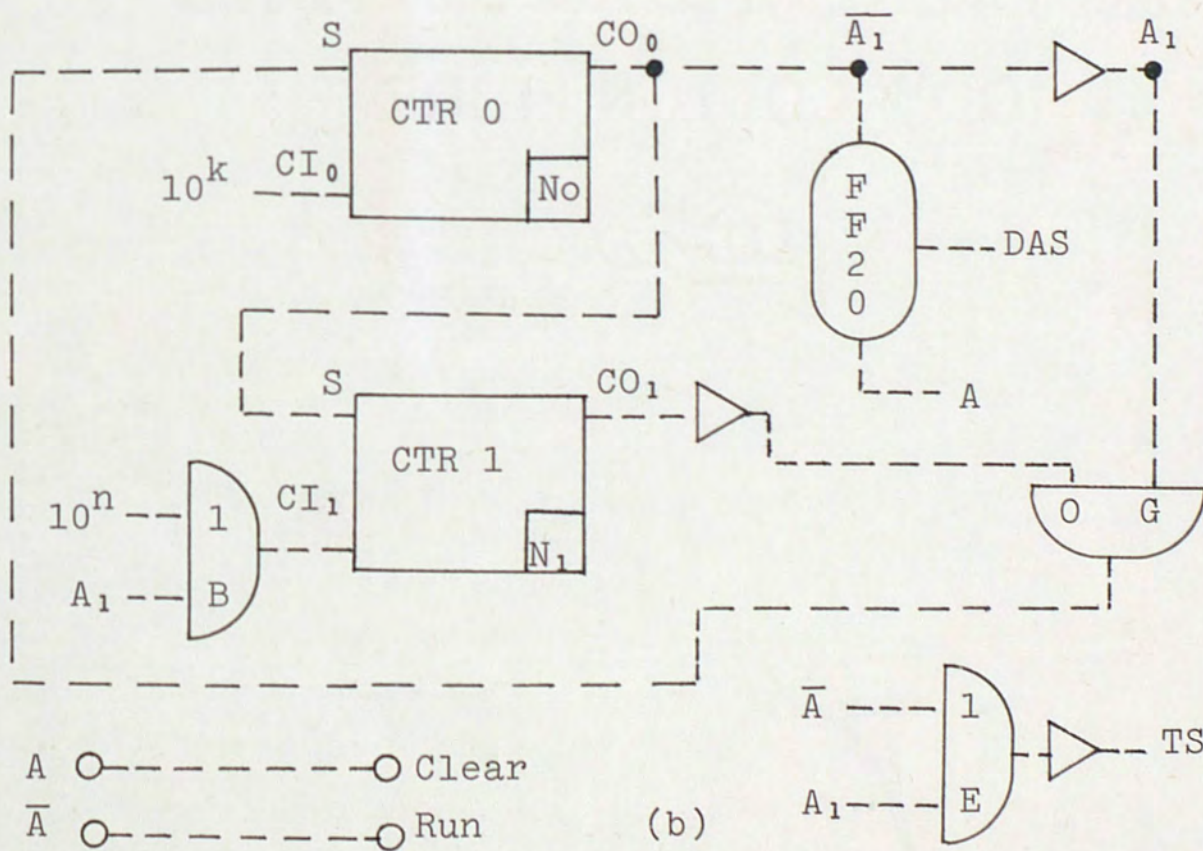 S
CO₀
A̅₁
A₁
CTR 0
10ᵏ
CI₀
No
F
F
2
0
DAS
S
CO₁
A
CTR 1
10ⁿ
1
CI₁
O G
N₁
A₁
B
A̅
1
TS
A
Clear
A₁
E
A̅
Run
(b)